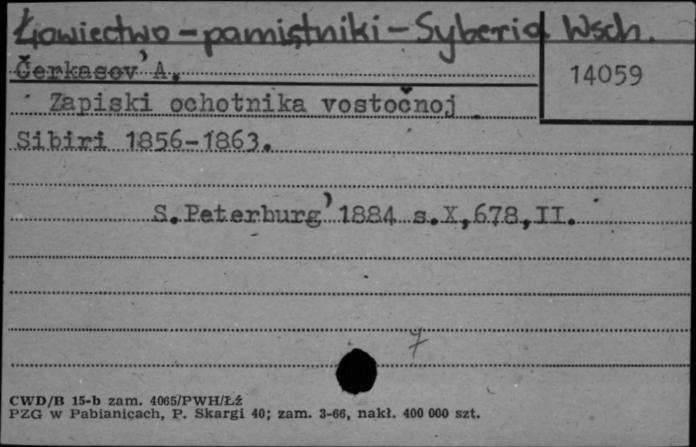 Łowiectwo - pamiętniki - Syberia Wsch.
Čerkasov' A.
14059
Zapiski ochotnika vostočnoj
Sibiri 1856-1863.
S.Peterburg' 1884 s.X,678,II.
7
CWD/B 15-b zam. 4065/PWH/Łź
PZG w Pabianicach, P. Skargi 40; zam. 3-66, nakł. 400 000 szt.